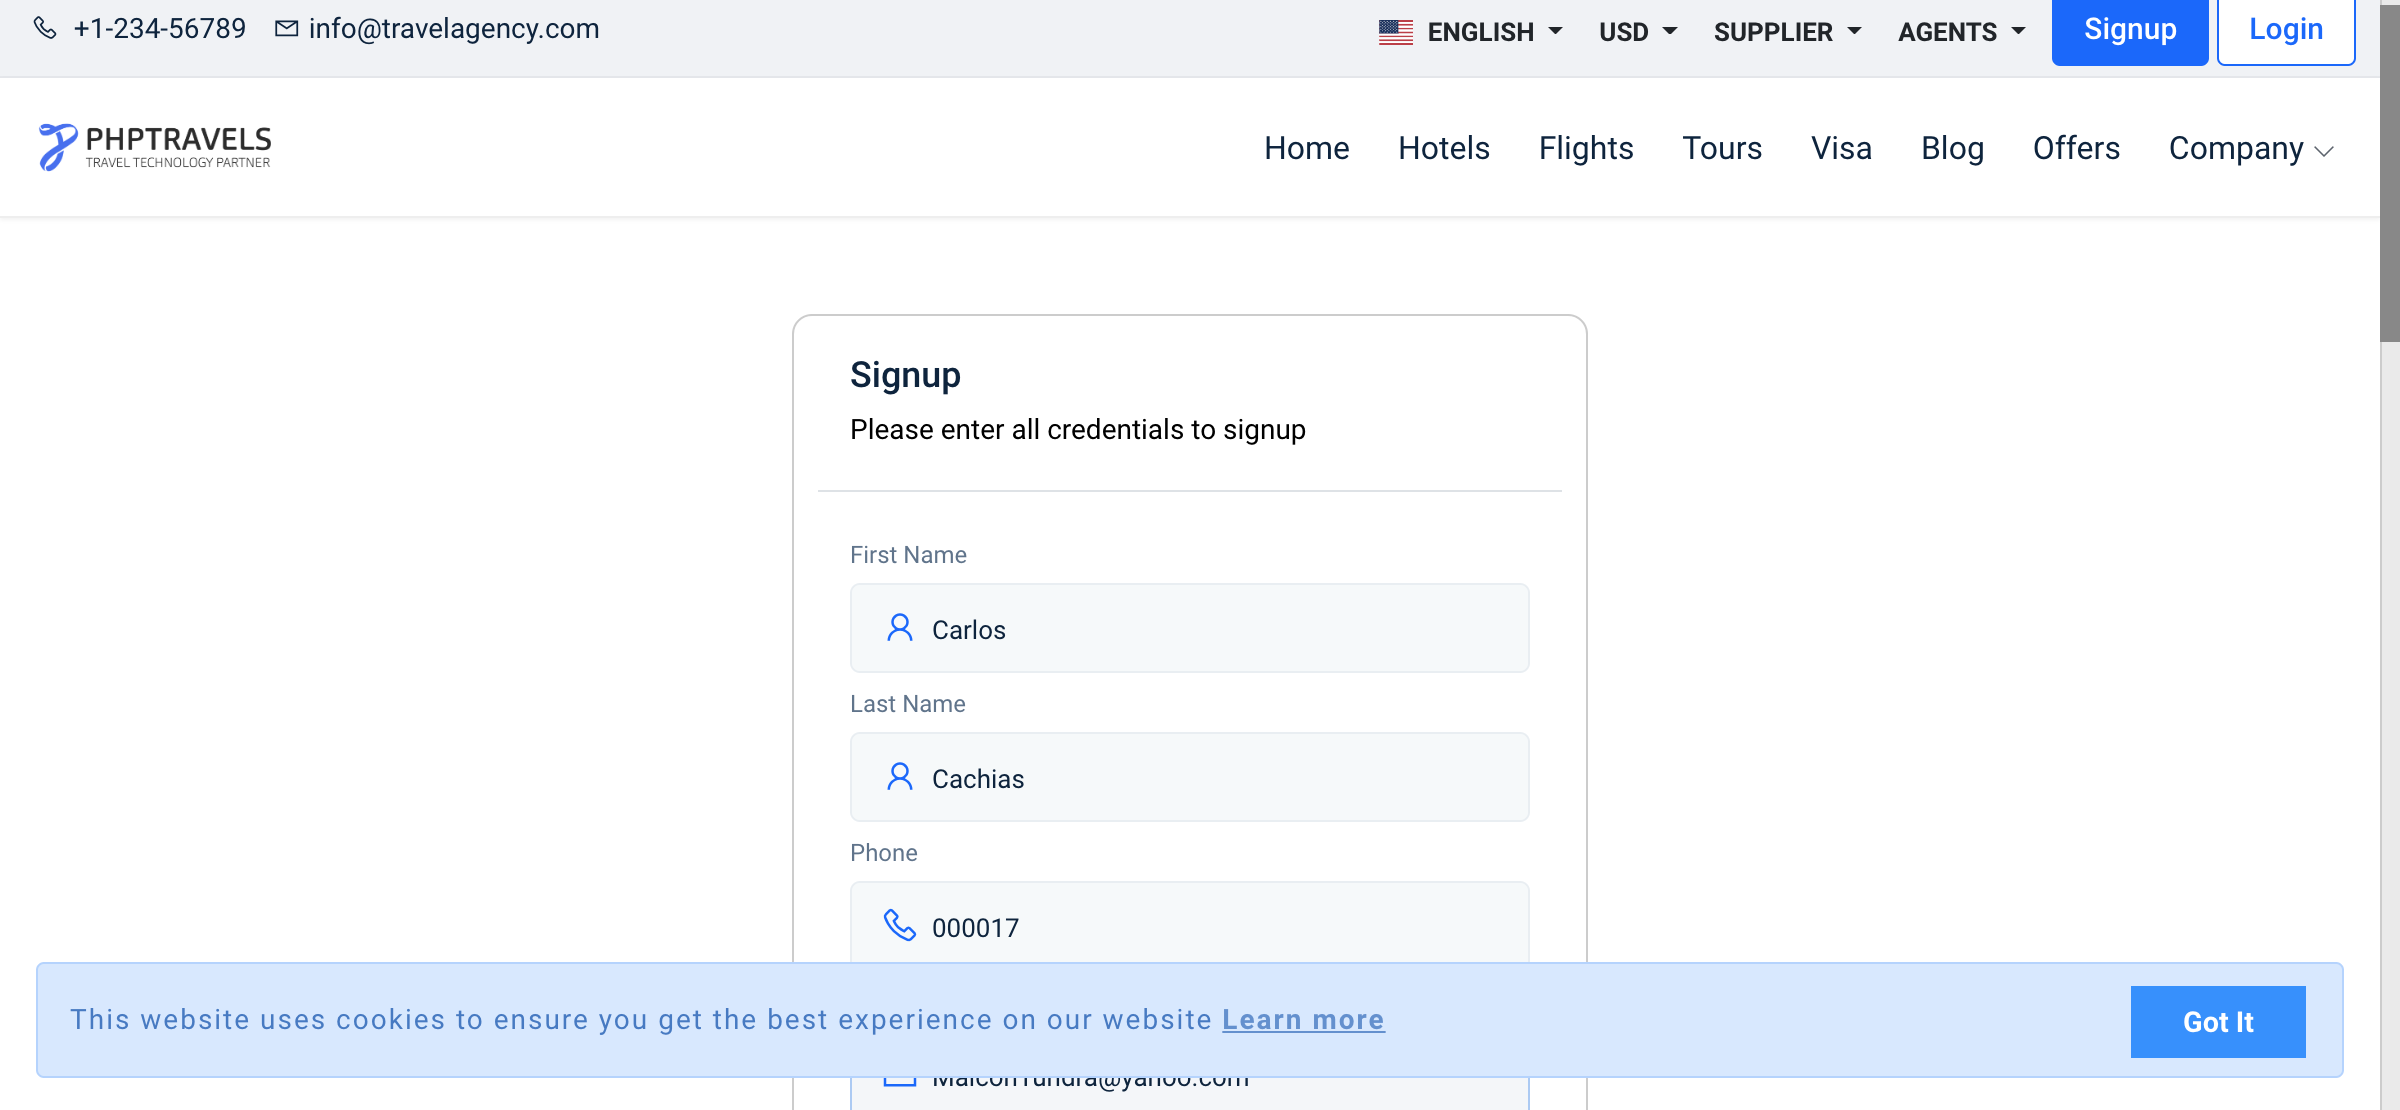 +1-234-56789 info@travelagency.com ENGLISH USD SUPPLIER AGENTS Signup Login
PHPTRAVELS
TRAVEL TECHNOLOGY PARTNER
Home Hotels Flights Tours Visa Blog Offers Company
Signup
Please enter all credentials to signup
First Name
Carlos
Last Name
Cachias
Phone
000017
This website uses cookies to ensure you get the best experience on our website Learn more
Got It
MalconTundra@yahoo.com